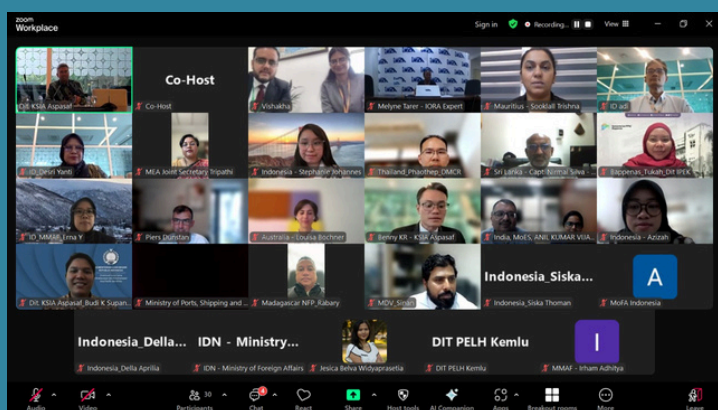 zoom
Workplace
Sign in
Recording...
View
Dit. KSIA Aspasaf
Co-Host
Co-Host
Vishakha
Melyne Tarer - IORA Expert
Mauritius - Sooklall Trishna
ID adi
ID_Desri Yanti
MEA Joint Secretary Tripathi
Indonesia - Stephanie Johannes
Thailand_Phaothep_DMCR
Sri Lanka - Capt Nirmal Silva - ...
Bappenas_Tukah_Dit IPEK
ID_MMAF_Erna Y
Piers Dunstan
Australia - Louisa Bochner
Benny KR - KSIA Aspasaf
India, MoES, ANIL KUMAR VIJA...
Indonesia - Azizah
Dit. KSIA Aspasaf_Budi K Supan...
Ministry of Ports, Shipping and ...
Madagascar NFP_Rabary
MDV_Sinan
Indonesia_Siska...
Indonesia_Siska Thoman
A
MoFA Indonesia
Indonesia_Della...
Indonesia_Della Aprilia
IDN - Ministry...
IDN - Ministry of Foreign Affairs
Jesica Belva Widyaprasetia
DIT PELH Kemlu
DIT PELH Kemlu
I
MMAF - Irham Adhitya
Audio
Video
Participants
30
Chat
4
React
Share
Host tools
AI Companion
Apps
Breakout rooms
More
Leave